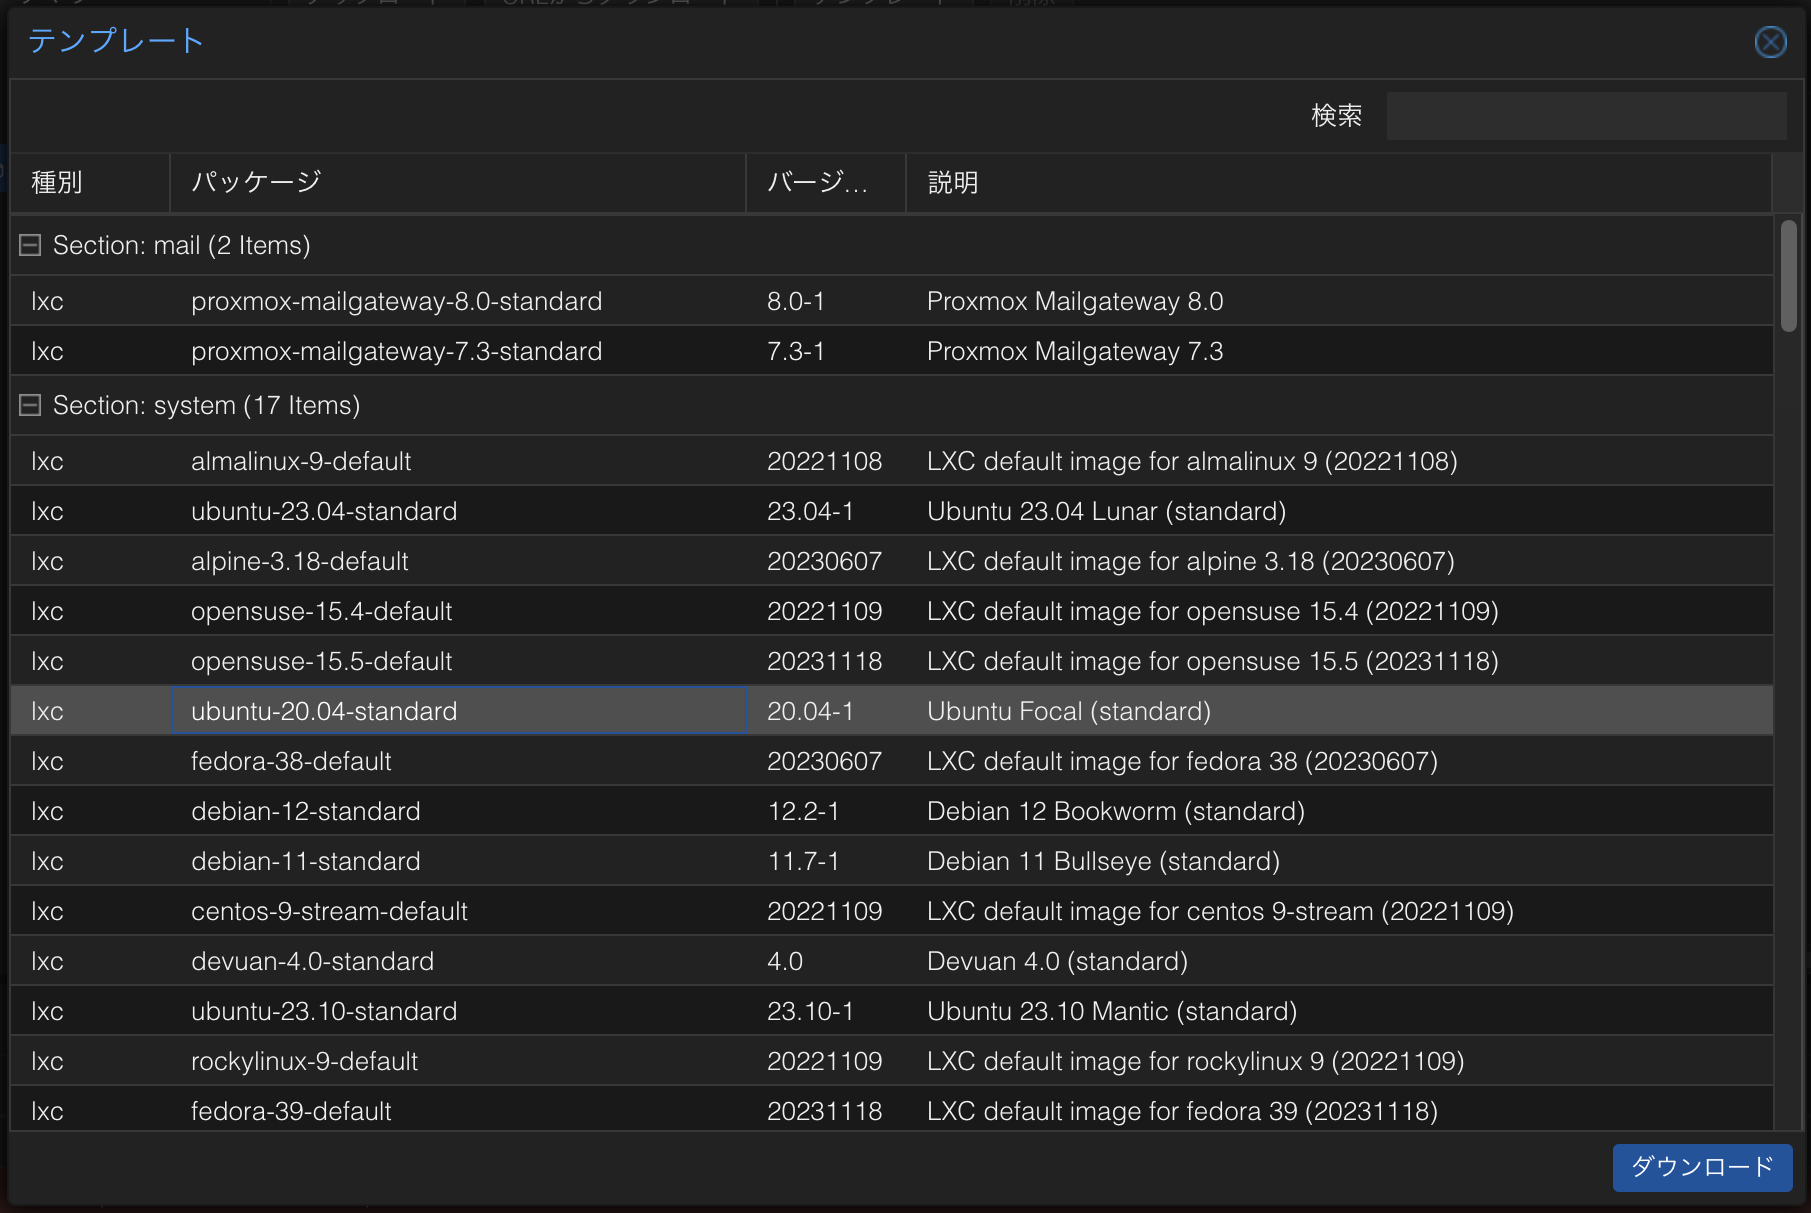 テンプレート
検索
種別 パッケージ バージ... 説明
Section: mail (2 Items)
lxc proxmox-mailgateway-8.0-standard 8.0-1 Proxmox Mailgateway 8.0
lxc proxmox-mailgateway-7.3-standard 7.3-1 Proxmox Mailgateway 7.3
Section: system (17 Items)
lxc almalinux-9-default 20221108 LXC default image for almalinux 9 (20221108)
lxc ubuntu-23.04-standard 23.04-1 Ubuntu 23.04 Lunar (standard)
lxc alpine-3.18-default 20230607 LXC default image for alpine 3.18 (20230607)
lxc opensuse-15.4-default 20221109 LXC default image for opensuse 15.4 (20221109)
lxc opensuse-15.5-default 20231118 LXC default image for opensuse 15.5 (20231118)
lxc ubuntu-20.04-standard 20.04-1 Ubuntu Focal (standard)
lxc fedora-38-default 20230607 LXC default image for fedora 38 (20230607)
lxc debian-12-standard 12.2-1 Debian 12 Bookworm (standard)
lxc debian-11-standard 11.7-1 Debian 11 Bullseye (standard)
lxc centos-9-stream-default 20221109 LXC default image for centos 9-stream (20221109)
lxc devuan-4.0-standard 4.0 Devuan 4.0 (standard)
lxc ubuntu-23.10-standard 23.10-1 Ubuntu 23.10 Mantic (standard)
lxc rockylinux-9-default 20221109 LXC default image for rockylinux 9 (20221109)
lxc fedora-39-default 20231118 LXC default image for fedora 39 (20231118)
ダウンロード